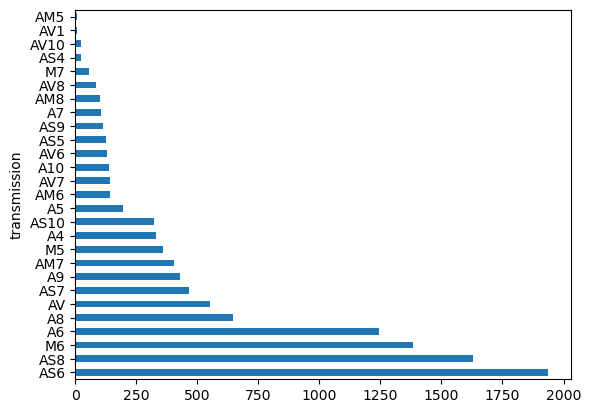 AM5
AV1
AV10
AS4
M7
AV8
AM8
A7
AS9
AS5
AV6
A10
AV7
AM6
A5
AS10
A4
M5
AM7
A9
AS7
AV
A8
A6
M6
AS8
AS6
transmission
0 250 500 750 1000 1250 1500 1750 2000